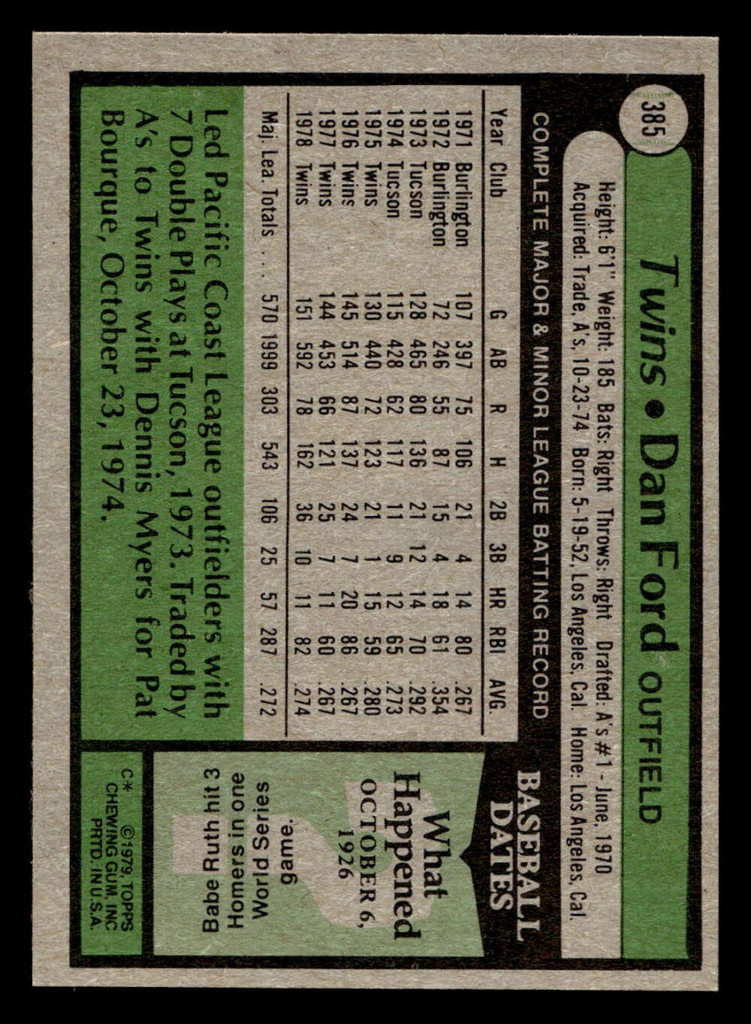 385
Twins • Dan Ford OUTFIELD
Height: 6'1" Weight: 185 Bats: Right Throws: Right Drafted: A's #1 - June, 1970
Acquired: Trade, A's, 10-23-74 Born: 5-19-52, Los Angeles, Cal. Home: Los Angeles, Cal.
COMPLETE MAJOR & MINOR LEAGUE BATTING RECORD
Year Club G AB R H 2B 3B HR RBI AVG.
1971 Burlington 107 397 75 106 21 4 14 80 .267
1972 Burlington 72 246 55 87 15 4 18 61 .354
1973 Tucson 128 465 80 136 21 12 14 70 .292
1974 Tucson 115 428 62 117 11 9 12 65 .273
1975 Twins 130 440 72 123 21 1 15 59 .280
1976 Twins 145 514 87 137 24 7 20 86 .267
1977 Twins 144 453 66 121 25 7 11 60 .267
1978 Twins 151 592 78 162 36 10 11 82 .274
Maj. Lea. Totals . . . . 570 1999 303 543 106 25 57 287 .272
Led Pacific Coast League outfielders with
7 Double Plays at Tucson, 1973. Traded by
A's to Twins with Dennis Myers for Pat
Bourque, October 23, 1974.
BASEBALL
DATES
What
Happened
OCTOBER 6,
1926
Babe Ruth hit 3
Homers in one
World Series
game.
C* ©1979, TOPPS
CHEWING GUM, INC
PRTD. IN U.S.A.